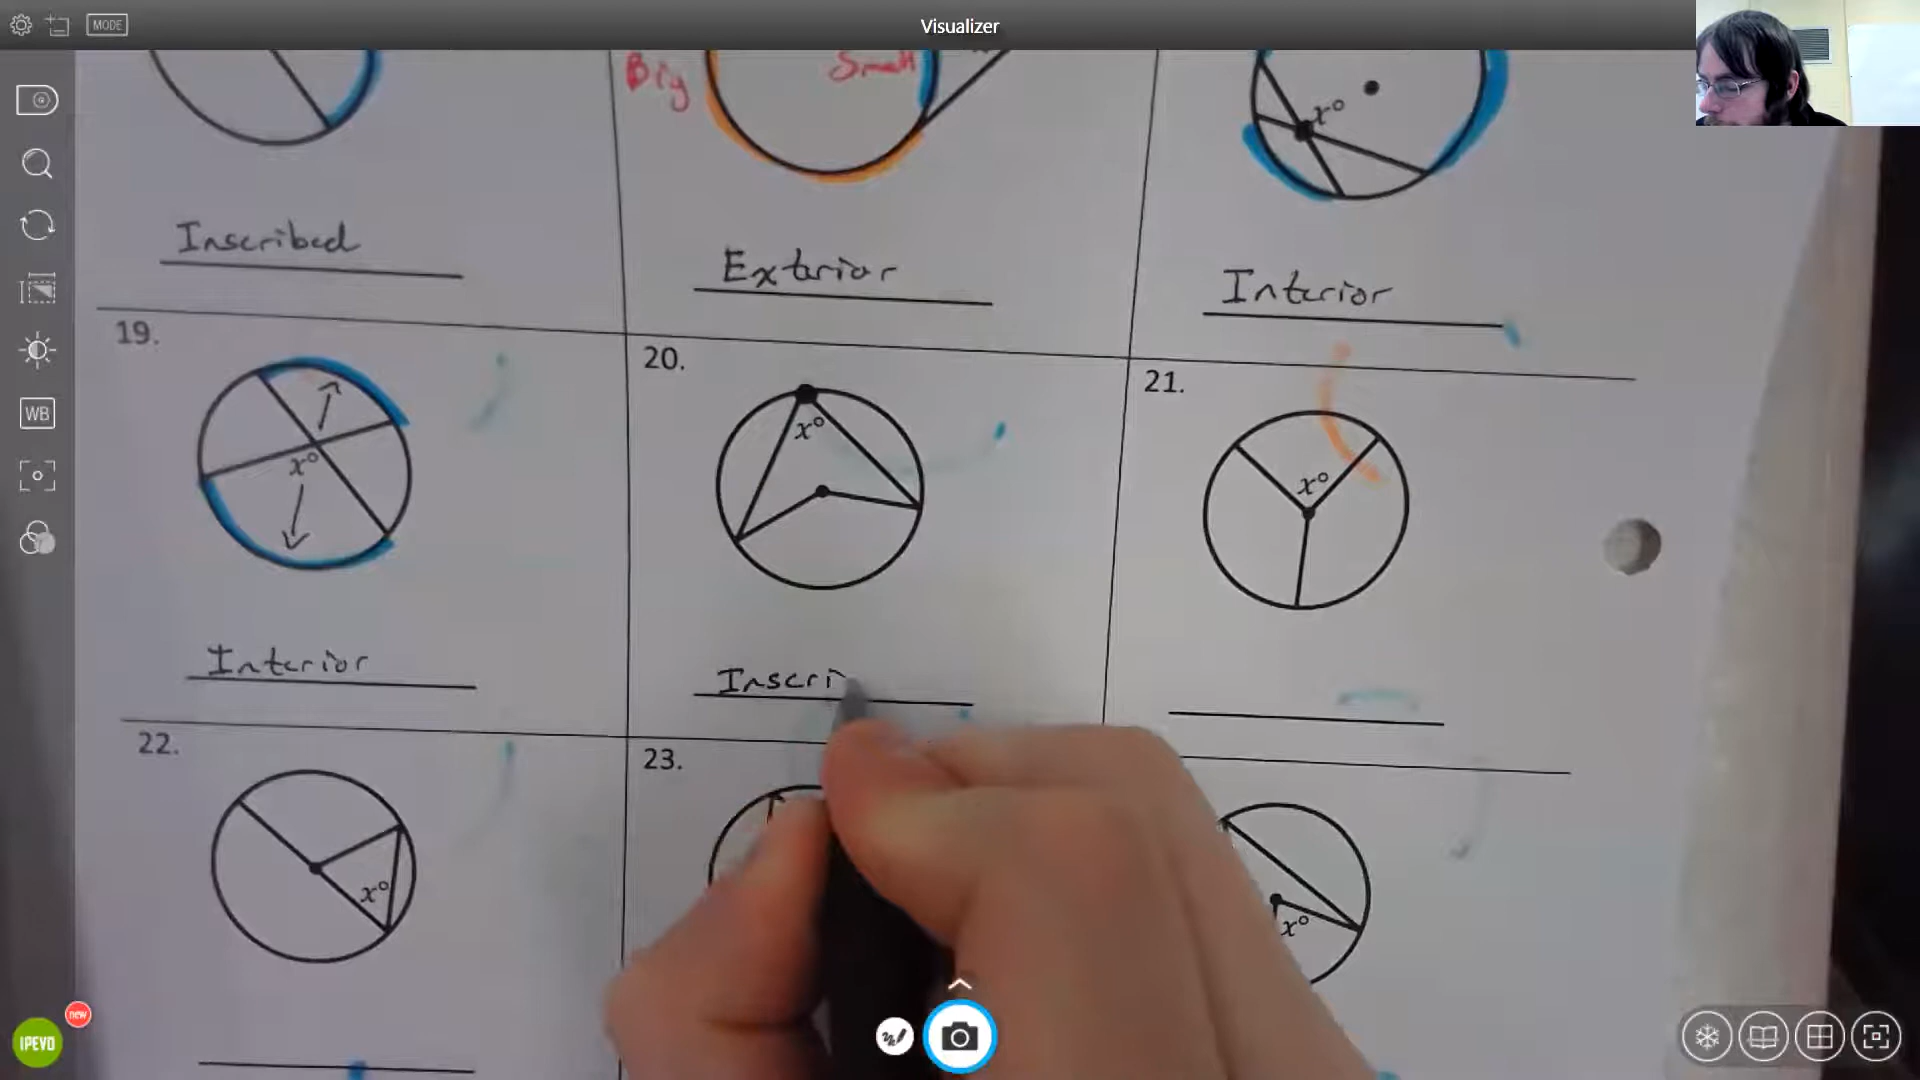 MODE
Visualizer
Big
Small
x°
Inscribed
Exterior
Interior
WB
19.
20.
21.
x°
x°
x°
Interior
Inscri
22.
23.
x°
x°
new
IPEVO